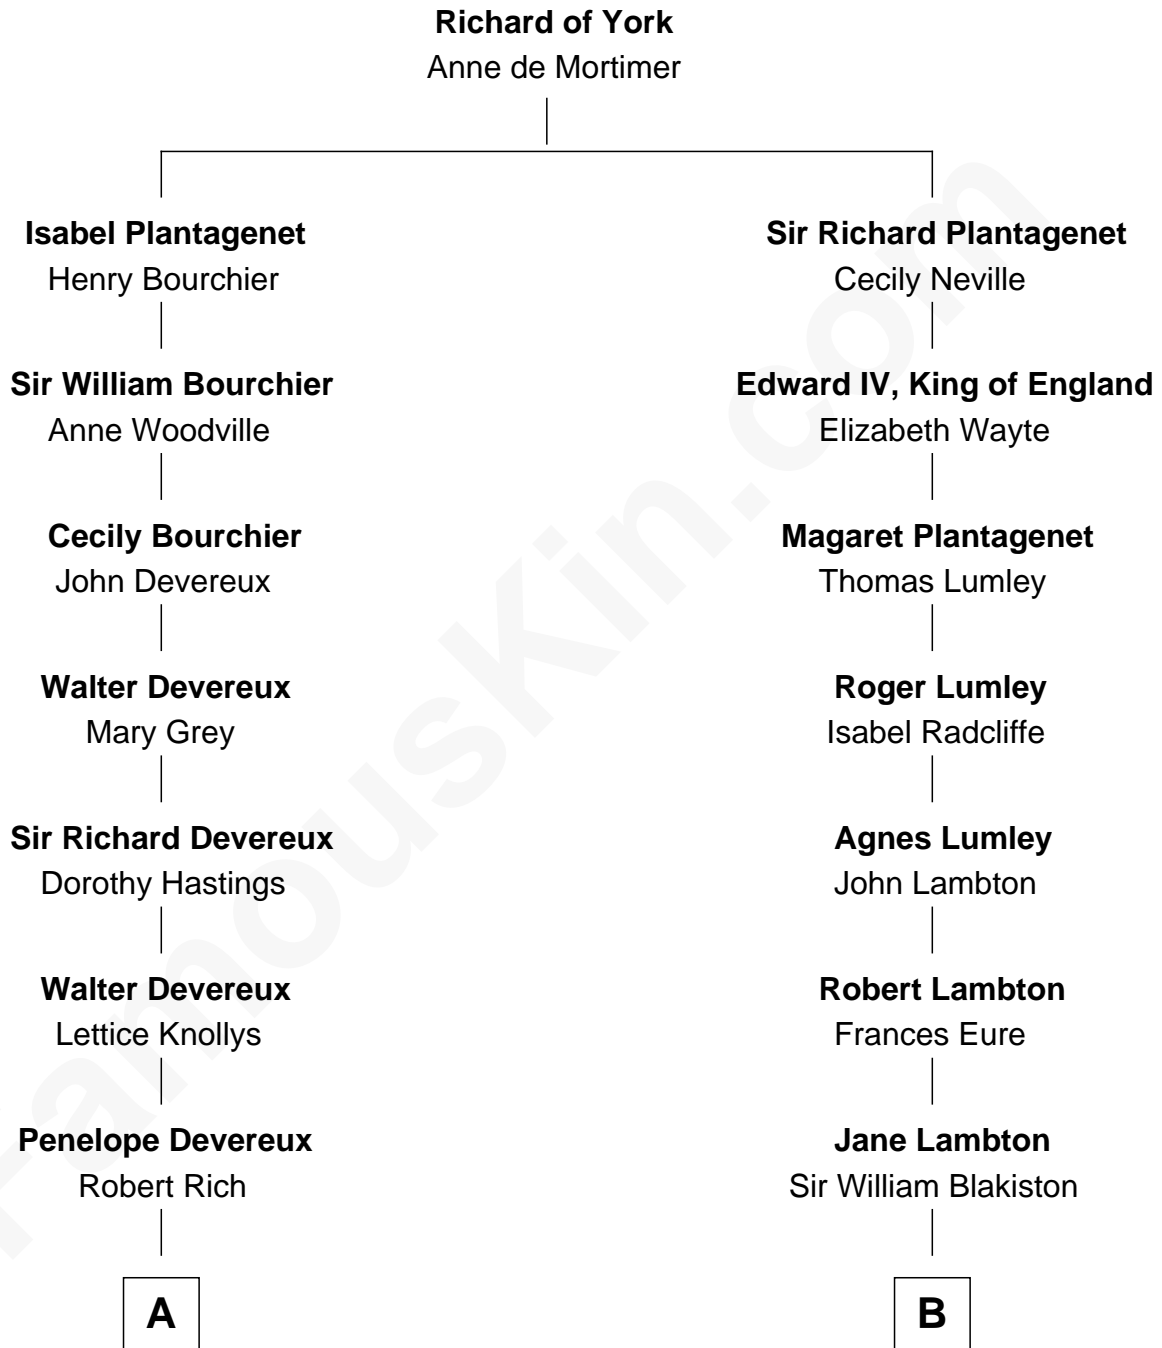 Richard of York
Anne de Mortimer
Isabel Plantagenet
Henry Bourchier
Sir William Bourchier
Anne Woodville
Cecily Bourchier
John Devereux
Walter Devereux
Mary Grey
Sir Richard Devereux
Dorothy Hastings
Walter Devereux
Lettice Knollys
Penelope Devereux
Robert Rich
A
Sir Richard Plantagenet
Cecily Neville
Edward IV, King of England
Elizabeth Wayte
Magaret Plantagenet
Thomas Lumley
Roger Lumley
Isabel Radcliffe
Agnes Lumley
John Lambton
Robert Lambton
Frances Eure
Jane Lambton
Sir William Blakiston
B
FamousKin.com